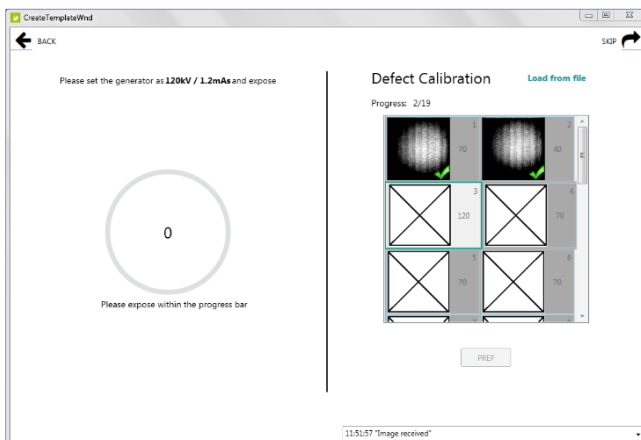 CreateTemplateWnd
BACK
SKIP
Please set the generator as 120kV / 1.2mAs and expose
0
Please expose within the progress bar
Defect Calibration
Load from file
Progress: 2/19
1
70
2
40
3
120
4
70
5
70
6
70
PREP
11:51:57 "Image received"